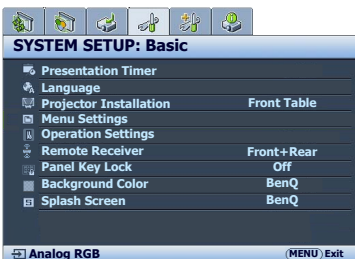 SYSTEM SETUP: Basic
Presentation Timer
Language
Projector Installation Front Table
Menu Settings
Operation Settings
Remote Receiver Front+Rear
Panel Key Lock Off
Background Color BenQ
Splash Screen BenQ
Analog RGB MENU Exit